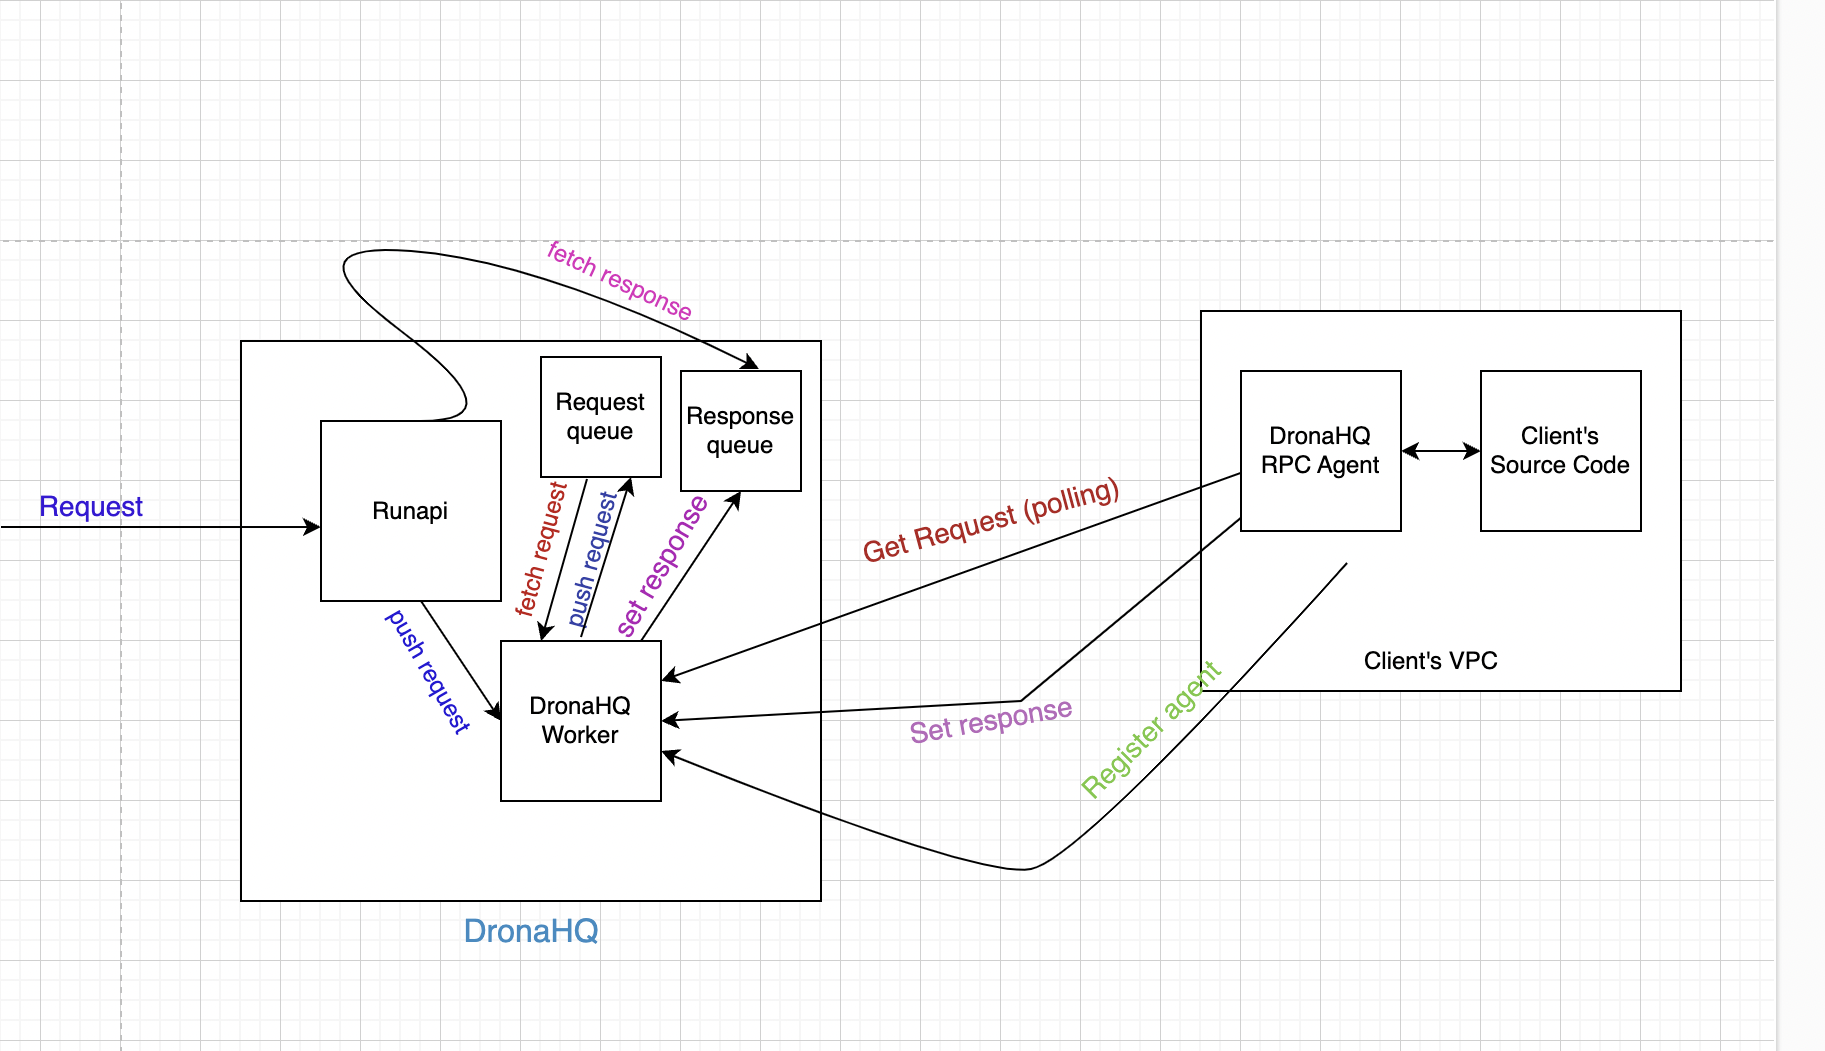 fetch response
Request
queue
Response
queue
DronaHQ
RPC Agent
Client's
Source Code
Request
Runapi
fetch request
push request
set response
Get Request (polling)
push request
DronaHQ
Worker
Set response
Register agent
Client's VPC
DronaHQ